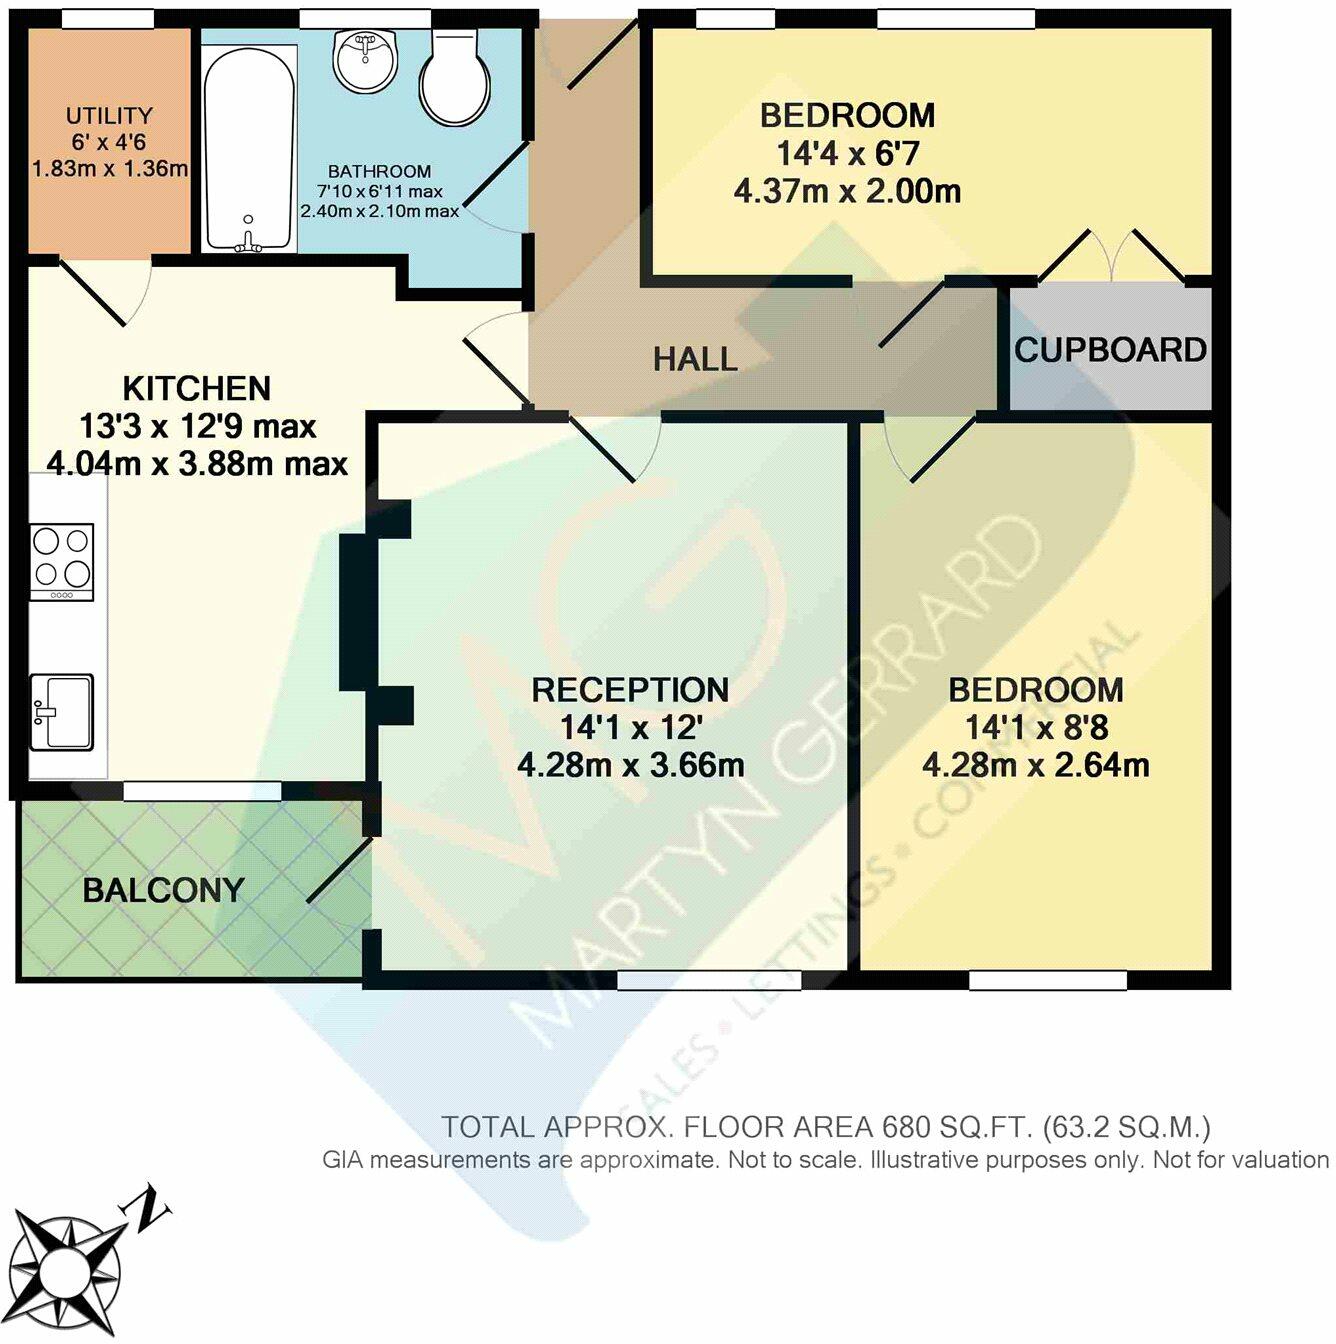 UTILITY
6' x 4'6
1.83m x 1.36m
BATHROOM
7'10 x 6'11 max
2.40m x 2.10m max
BEDROOM
14'4 x 6'7
4.37m x 2.00m
KITCHEN
13'3 x 12'9 max
4.04m x 3.88m max
HALL
CUPBOARD
RECEPTION
14'1 x 12'
4.28m x 3.66m
BEDROOM
14'1 x 8'8
4.28m x 2.64m
BALCONY
MG
MARTYN GERRARD
SALES • LETTINGS • COMMERCIAL
TOTAL APPROX. FLOOR AREA 680 SQ.FT. (63.2 SQ.M.)
GIA measurements are approximate. Not to scale. Illustrative purposes only. Not for valuation
N